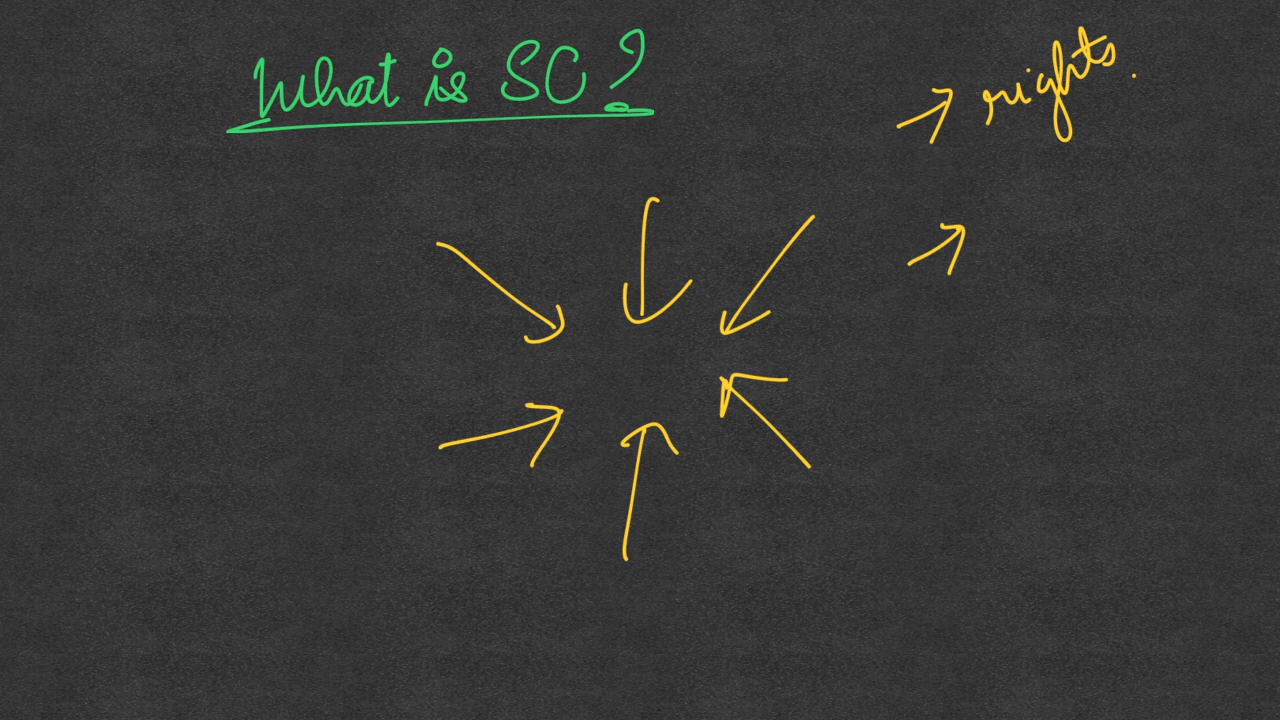 What is SC?
→ rights.
→